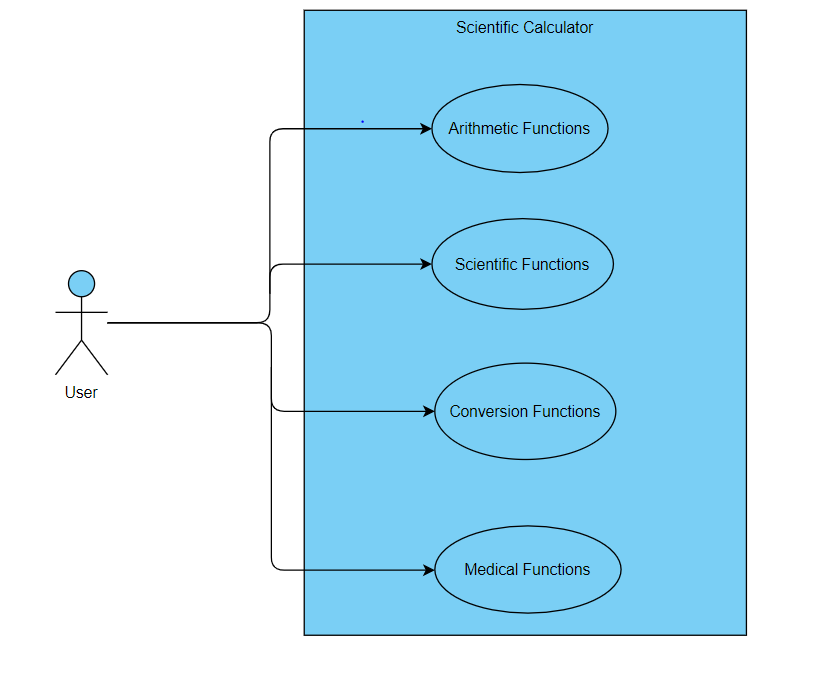 Scientific Calculator
Arithmetic Functions
Scientific Functions
User
Conversion Functions
Medical Functions